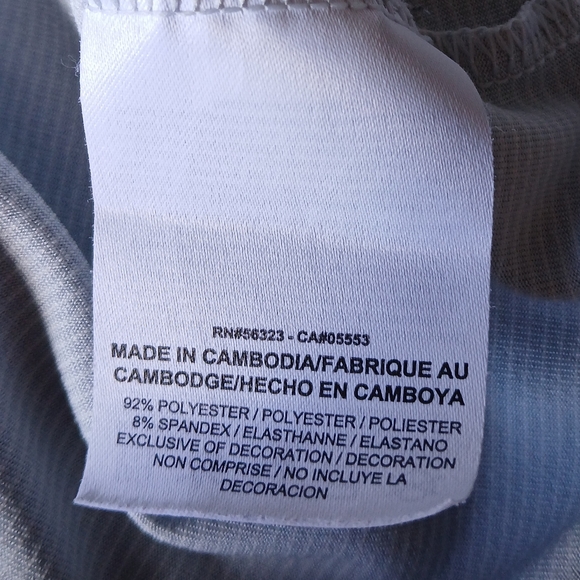 RN#56323 - CA#05553
MADE IN CAMBODIA/FABRIQUE AU
CAMBODGE/HECHO EN CAMBOYA
92% POLYESTER / POLYESTER / POLIESTER
8% SPANDEX / ELASTHANNE / ELASTANO
EXCLUSIVE OF DECORATION / DECORATION
NON COMPRISE / NO INCLUYE LA
DECORACION